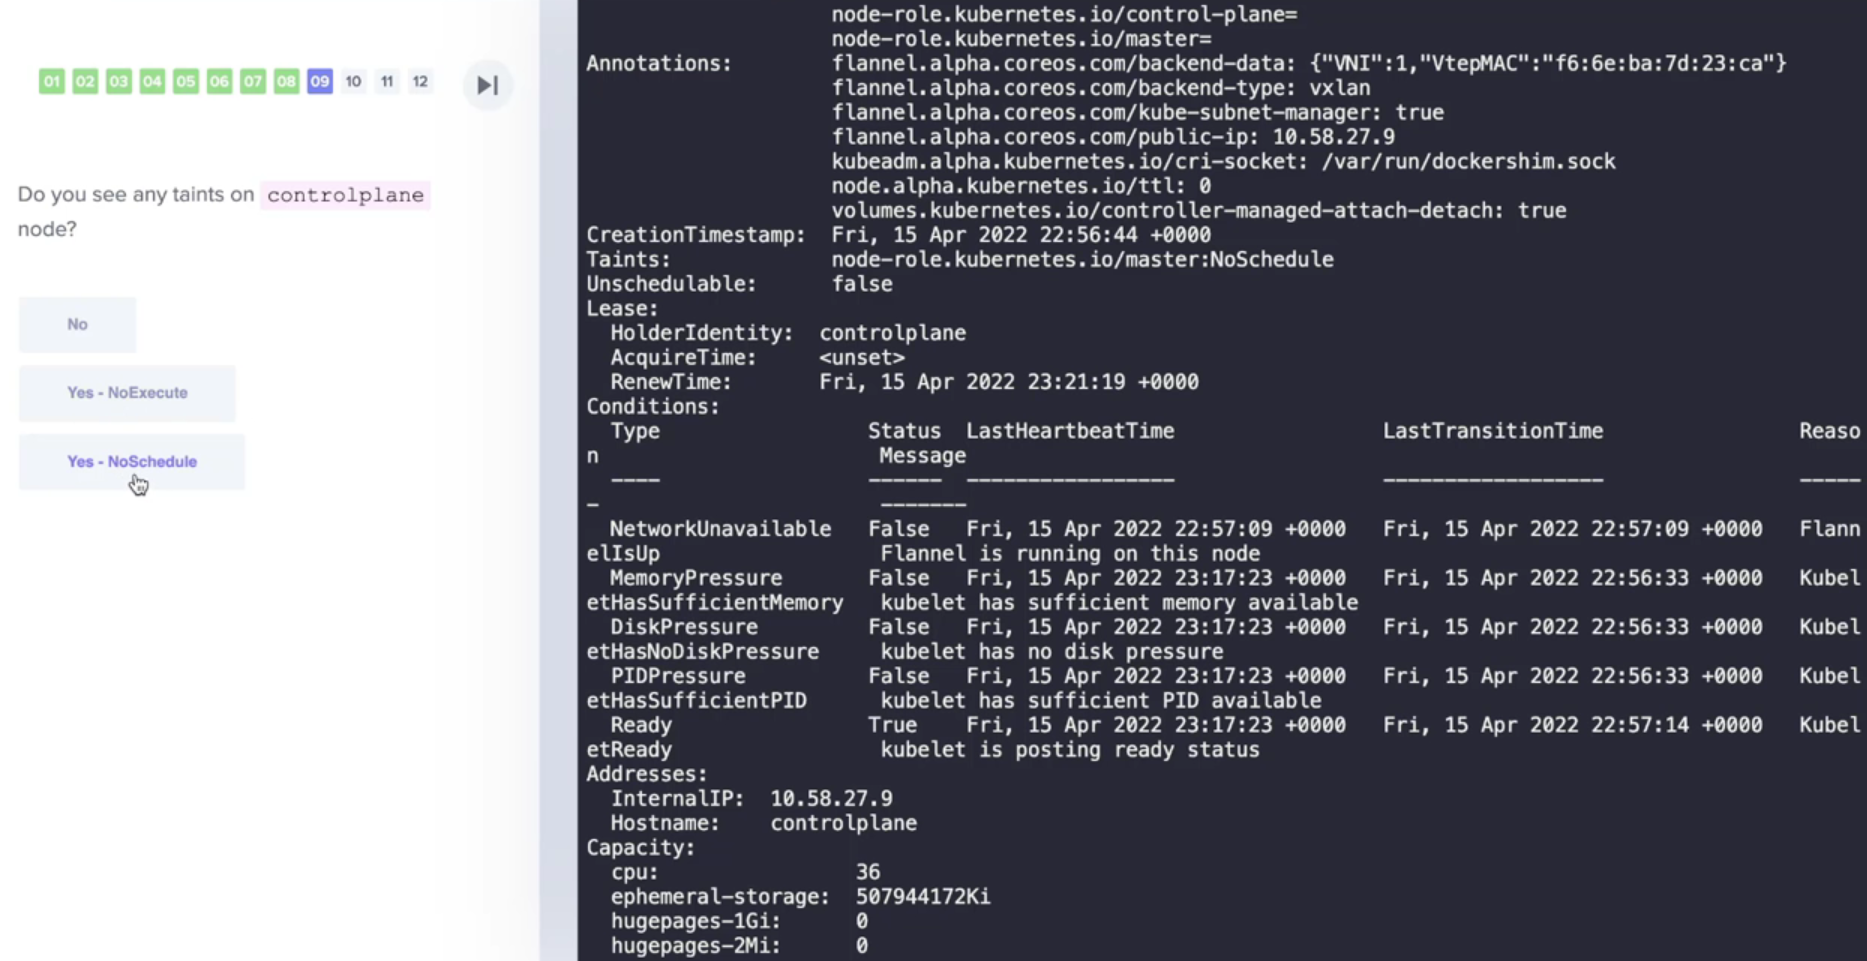 01 02 03 04 05 06 07 08 09 10 11 12
Do you see any taints on controlplane
node?
No
Yes - NoExecute
Yes - NoSchedule
node-role.kubernetes.io/control-plane=
node-role.kubernetes.io/master=
Annotations: flannel.alpha.coreos.com/backend-data: {"VNI":1,"VtepMAC":"f6:6e:ba:7d:23:ca"}
flannel.alpha.coreos.com/backend-type: vxlan
flannel.alpha.coreos.com/kube-subnet-manager: true
flannel.alpha.coreos.com/public-ip: 10.58.27.9
kubeadm.alpha.kubernetes.io/cri-socket: /var/run/dockershim.sock
node.alpha.kubernetes.io/ttl: 0
volumes.kubernetes.io/controller-managed-attach-detach: true
CreationTimestamp: Fri, 15 Apr 2022 22:56:44 +0000
Taints: node-role.kubernetes.io/master:NoSchedule
Unschedulable: false
Lease:
HolderIdentity: controlplane
AcquireTime: <unset>
RenewTime: Fri, 15 Apr 2022 23:21:19 +0000
Conditions:
Type Status LastHeartbeatTime LastTransitionTime Reaso
n Message
---- ------ ----------------- ------------------ -----
- -------
NetworkUnavailable False Fri, 15 Apr 2022 22:57:09 +0000 Fri, 15 Apr 2022 22:57:09 +0000 Flann
elIsUp Flannel is running on this node
MemoryPressure False Fri, 15 Apr 2022 23:17:23 +0000 Fri, 15 Apr 2022 22:56:33 +0000 Kubel
etHasSufficientMemory kubelet has sufficient memory available
DiskPressure False Fri, 15 Apr 2022 23:17:23 +0000 Fri, 15 Apr 2022 22:56:33 +0000 Kubel
etHasNoDiskPressure kubelet has no disk pressure
PIDPressure False Fri, 15 Apr 2022 23:17:23 +0000 Fri, 15 Apr 2022 22:56:33 +0000 Kubel
etHasSufficientPID kubelet has sufficient PID available
Ready True Fri, 15 Apr 2022 23:17:23 +0000 Fri, 15 Apr 2022 22:57:14 +0000 Kubel
etReady kubelet is posting ready status
Addresses:
InternalIP: 10.58.27.9
Hostname: controlplane
Capacity:
cpu: 36
ephemeral-storage: 507944172Ki
hugepages-1Gi: 0
hugepages-2Mi: 0